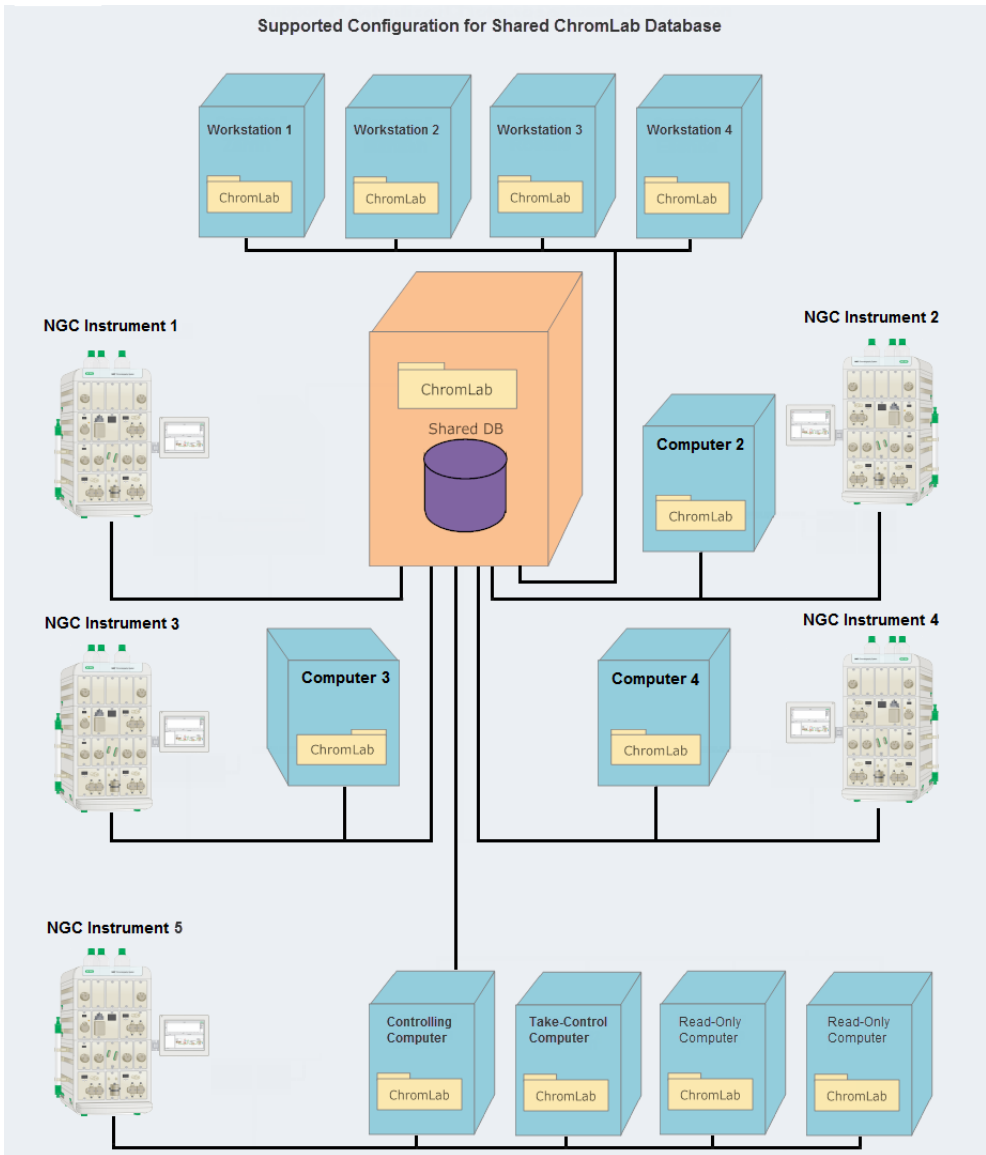 Supported Configuration for Shared ChromLab Database
Workstation 1
ChromLab
Workstation 2
ChromLab
Workstation 3
ChromLab
Workstation 4
ChromLab
NGC Instrument 1
ChromLab
Shared DB
NGC Instrument 2
Computer 2
ChromLab
NGC Instrument 3
Computer 3
ChromLab
Computer 4
ChromLab
NGC Instrument 4
NGC Instrument 5
Controlling
Computer
ChromLab
Take-Control
Computer
ChromLab
Read-Only
Computer
ChromLab
Read-Only
Computer
ChromLab